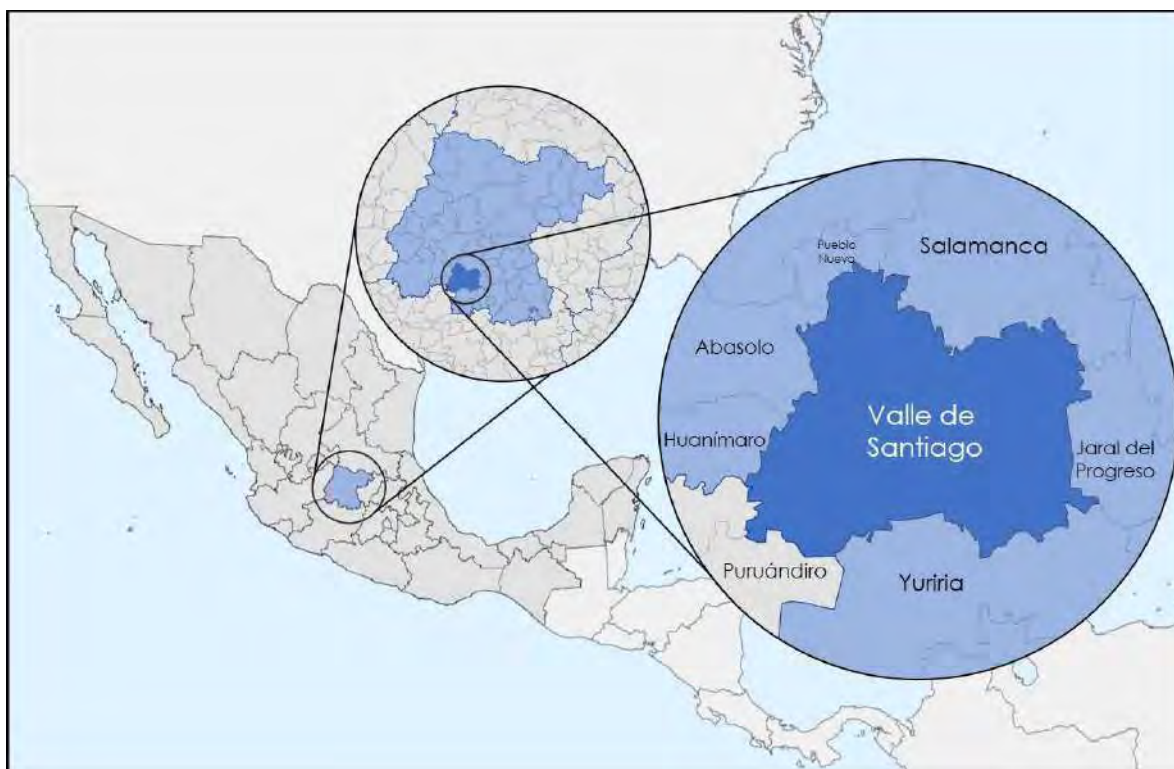 Pueblo
Nuevo
Salamanca
Abasolo
Valle de
Santiago
Huanímaro
Jaral del
Progreso
Puruándiro
Yuriria